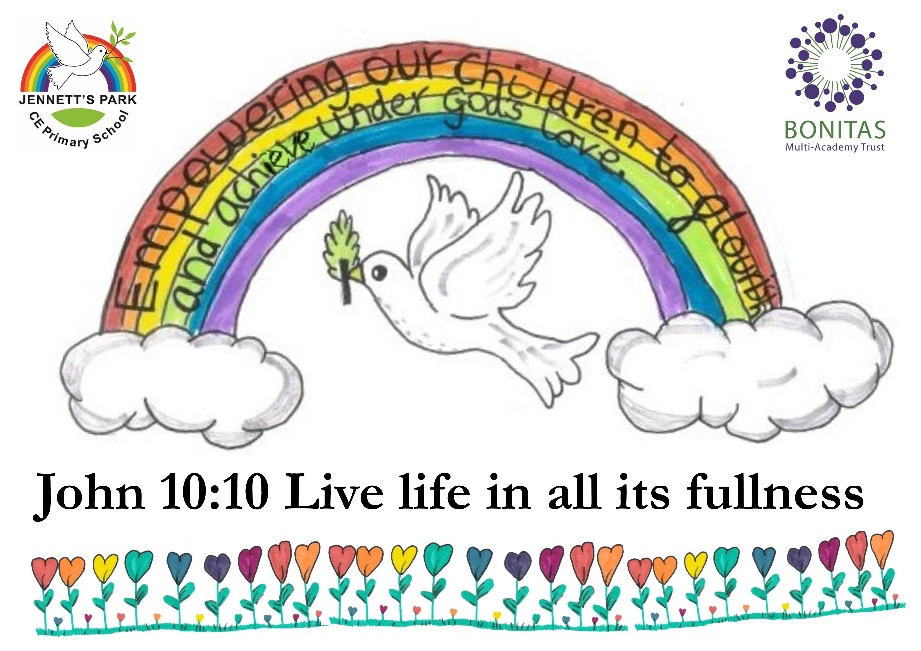 JENNETT'S PARK
CE Primary School
BONITAS
Multi-Academy Trust
Empowering our children to flourish
and achieve under God's love.
John 10:10 Live life in all its fullness